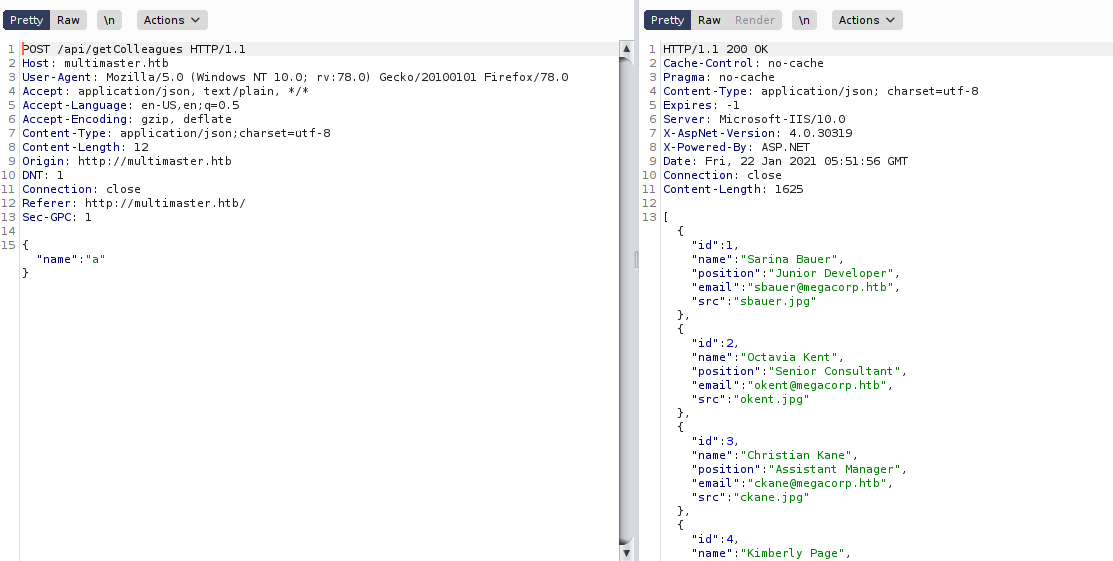 Pretty Raw \n Actions
1 POST /api/getColleagues HTTP/1.1
2 Host: multimaster.htb
3 User-Agent: Mozilla/5.0 (Windows NT 10.0; rv:78.0) Gecko/20100101 Firefox/78.0
4 Accept: application/json, text/plain, */*
5 Accept-Language: en-US,en;q=0.5
6 Accept-Encoding: gzip, deflate
7 Content-Type: application/json;charset=utf-8
8 Content-Length: 12
9 Origin: http://multimaster.htb
10 DNT: 1
11 Connection: close
12 Referer: http://multimaster.htb/
13 Sec-GPC: 1
14
15 {
"name":"a"
}
Pretty Raw Render \n Actions
1 HTTP/1.1 200 OK
2 Cache-Control: no-cache
3 Pragma: no-cache
4 Content-Type: application/json; charset=utf-8
5 Expires: -1
6 Server: Microsoft-IIS/10.0
7 X-AspNet-Version: 4.0.30319
8 X-Powered-By: ASP.NET
9 Date: Fri, 22 Jan 2021 05:51:56 GMT
10 Connection: close
11 Content-Length: 1625
12
13 [
{
"id":1,
"name":"Sarina Bauer",
"position":"Junior Developer",
"email":"sbauer@megacorp.htb",
"src":"sbauer.jpg"
},
{
"id":2,
"name":"Octavia Kent",
"position":"Senior Consultant",
"email":"okent@megacorp.htb",
"src":"okent.jpg"
},
{
"id":3,
"name":"Christian Kane",
"position":"Assistant Manager",
"email":"ckane@megacorp.htb",
"src":"ckane.jpg"
},
{
"id":4,
"name":"Kimberly Page",